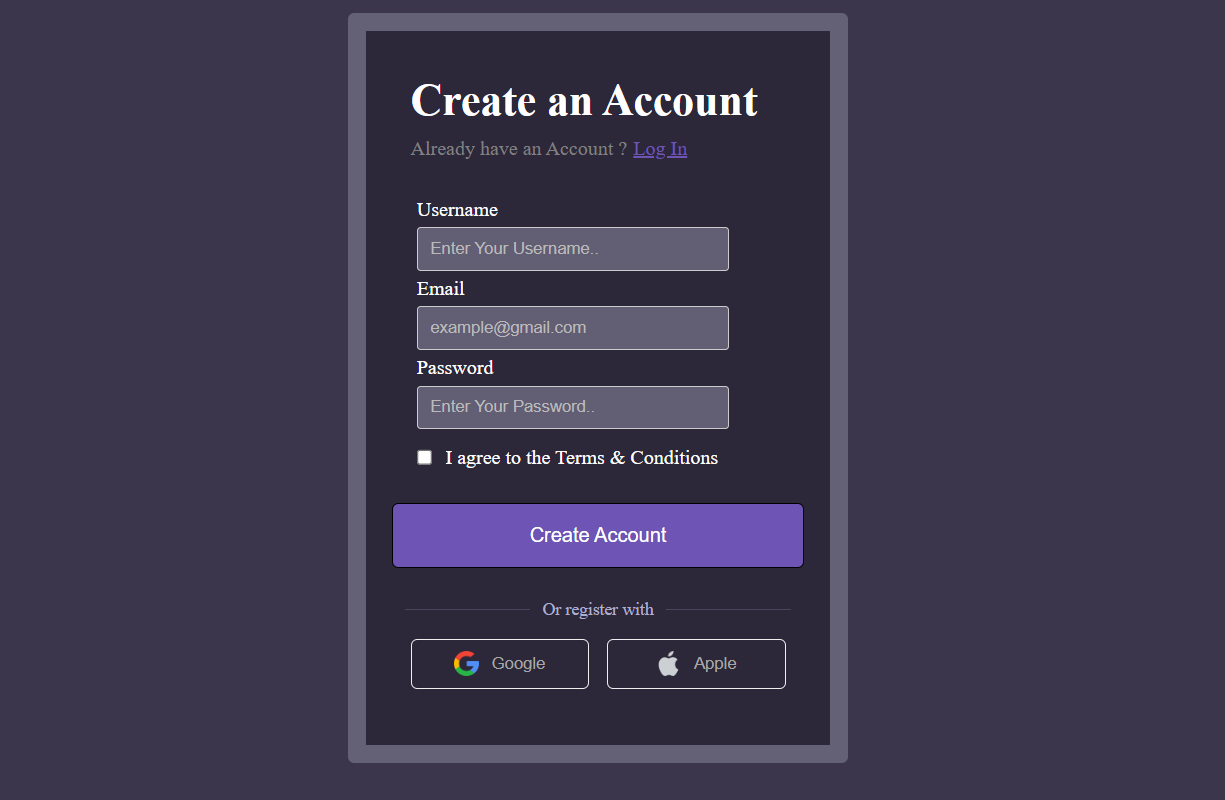 Create an Account
Already have an Account ? Log In
Username
Enter Your Username..
Email
example@gmail.com
Password
Enter Your Password..
I agree to the Terms & Conditions
Create Account
Or register with
Google
Apple